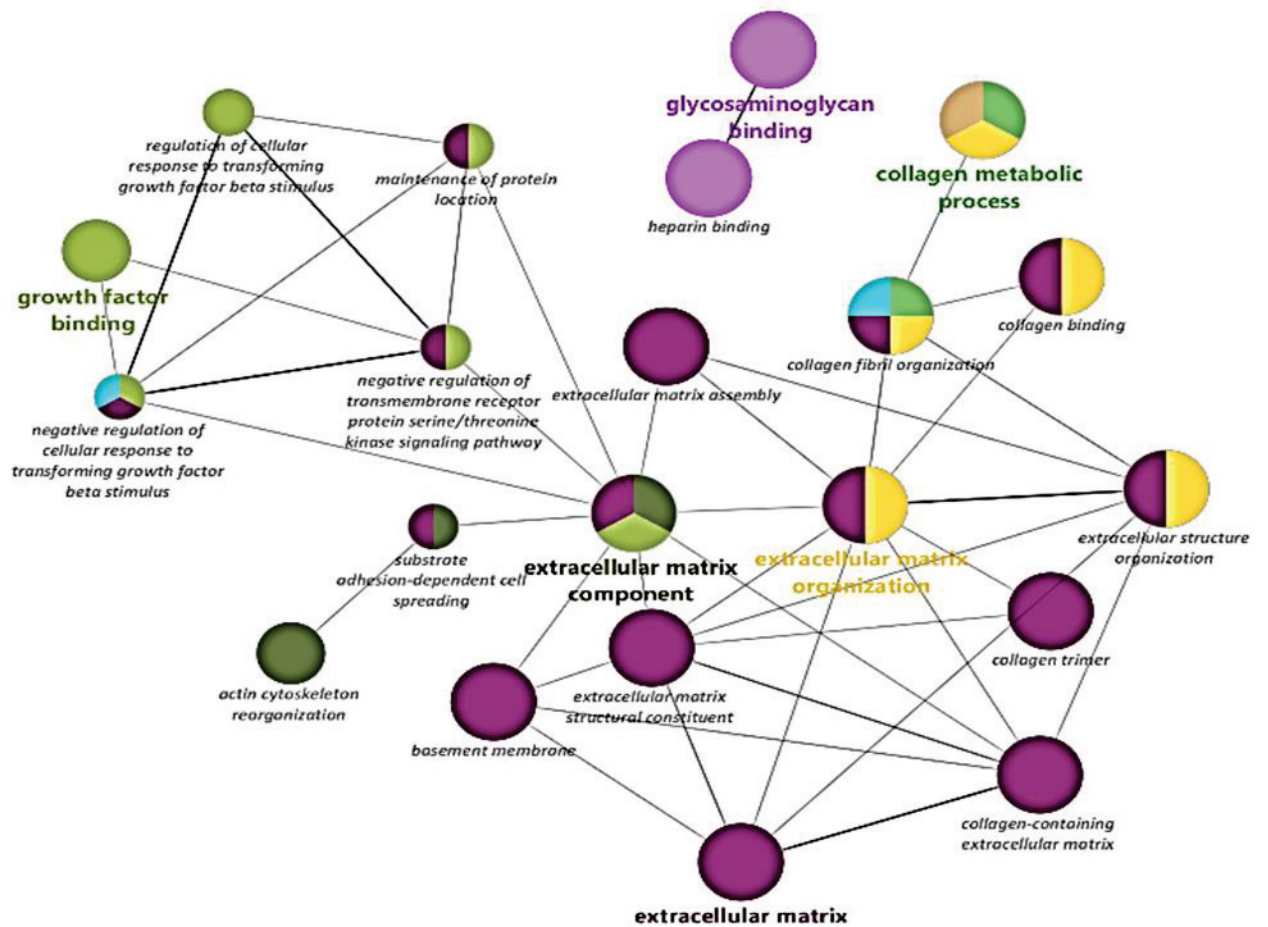 glycosaminoglycan
binding
regulation of cellular
response to transforming
growth factor beta stimulus
maintenance of protein
location
collagen metabolic
process
heparin binding
growth factor
binding
collagen binding
collagen fibril organization
negative regulation of
transmembrane receptor
protein serine/threonine
kinase signaling pathway
extracellular matrix assembly
negative regulation of
cellular response to
transforming growth factor
beta stimulus
extracellular structure
organization
substrate
adhesion-dependent cell
spreading
extracellular matrix
component
extracellular matrix
organization
collagen trimer
actin cytoskeleton
reorganization
extracellular matrix
structural constituent
basement membrane
collagen-containing
extracellular matrix
extracellular matrix